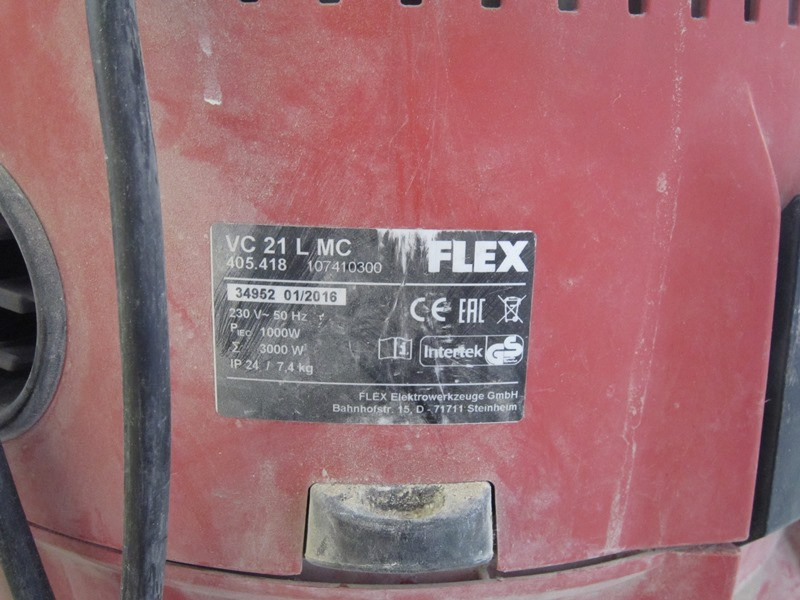 VC 21 L MC
FLEX
405.418 107410300
34952 01/2016
230 V~ 50 Hz
PIEC 1000W
Σ 3000 W
IP 24 / 7,4 kg
CE EAC
Intertek GS
FLEX Elektrowerkzeuge GmbH
Bahnhofstr. 15, D - 71711 Steinheim